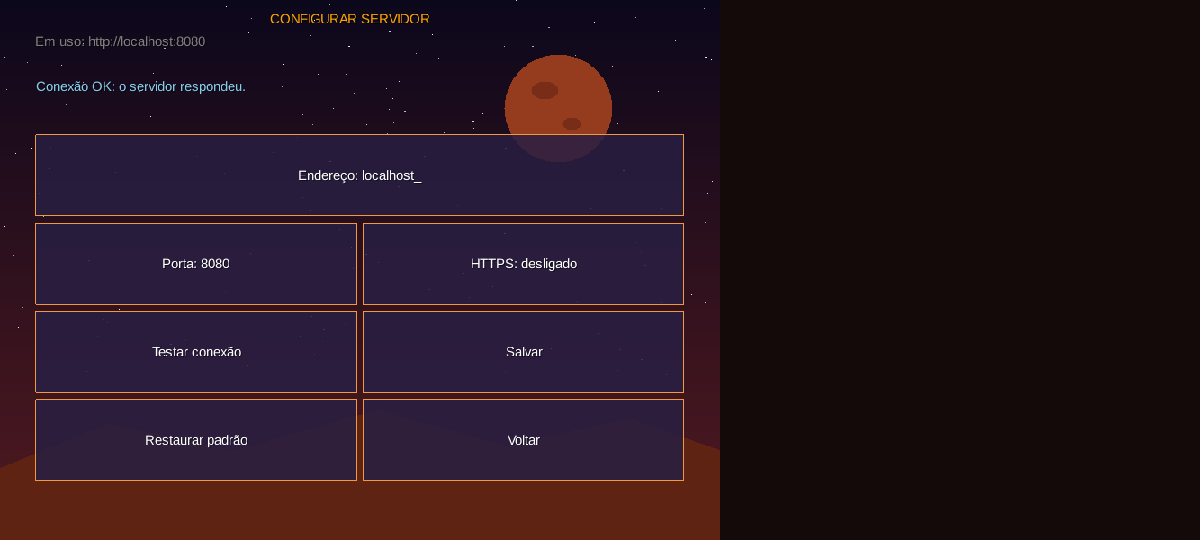 CONFIGURAR SERVIDOR
Em uso: http://localhost:8080
Conexão OK: o servidor respondeu.
Endereço: localhost_
Porta: 8080
HTTPS: desligado
Testar conexão
Salvar
Restaurar padrão
Voltar